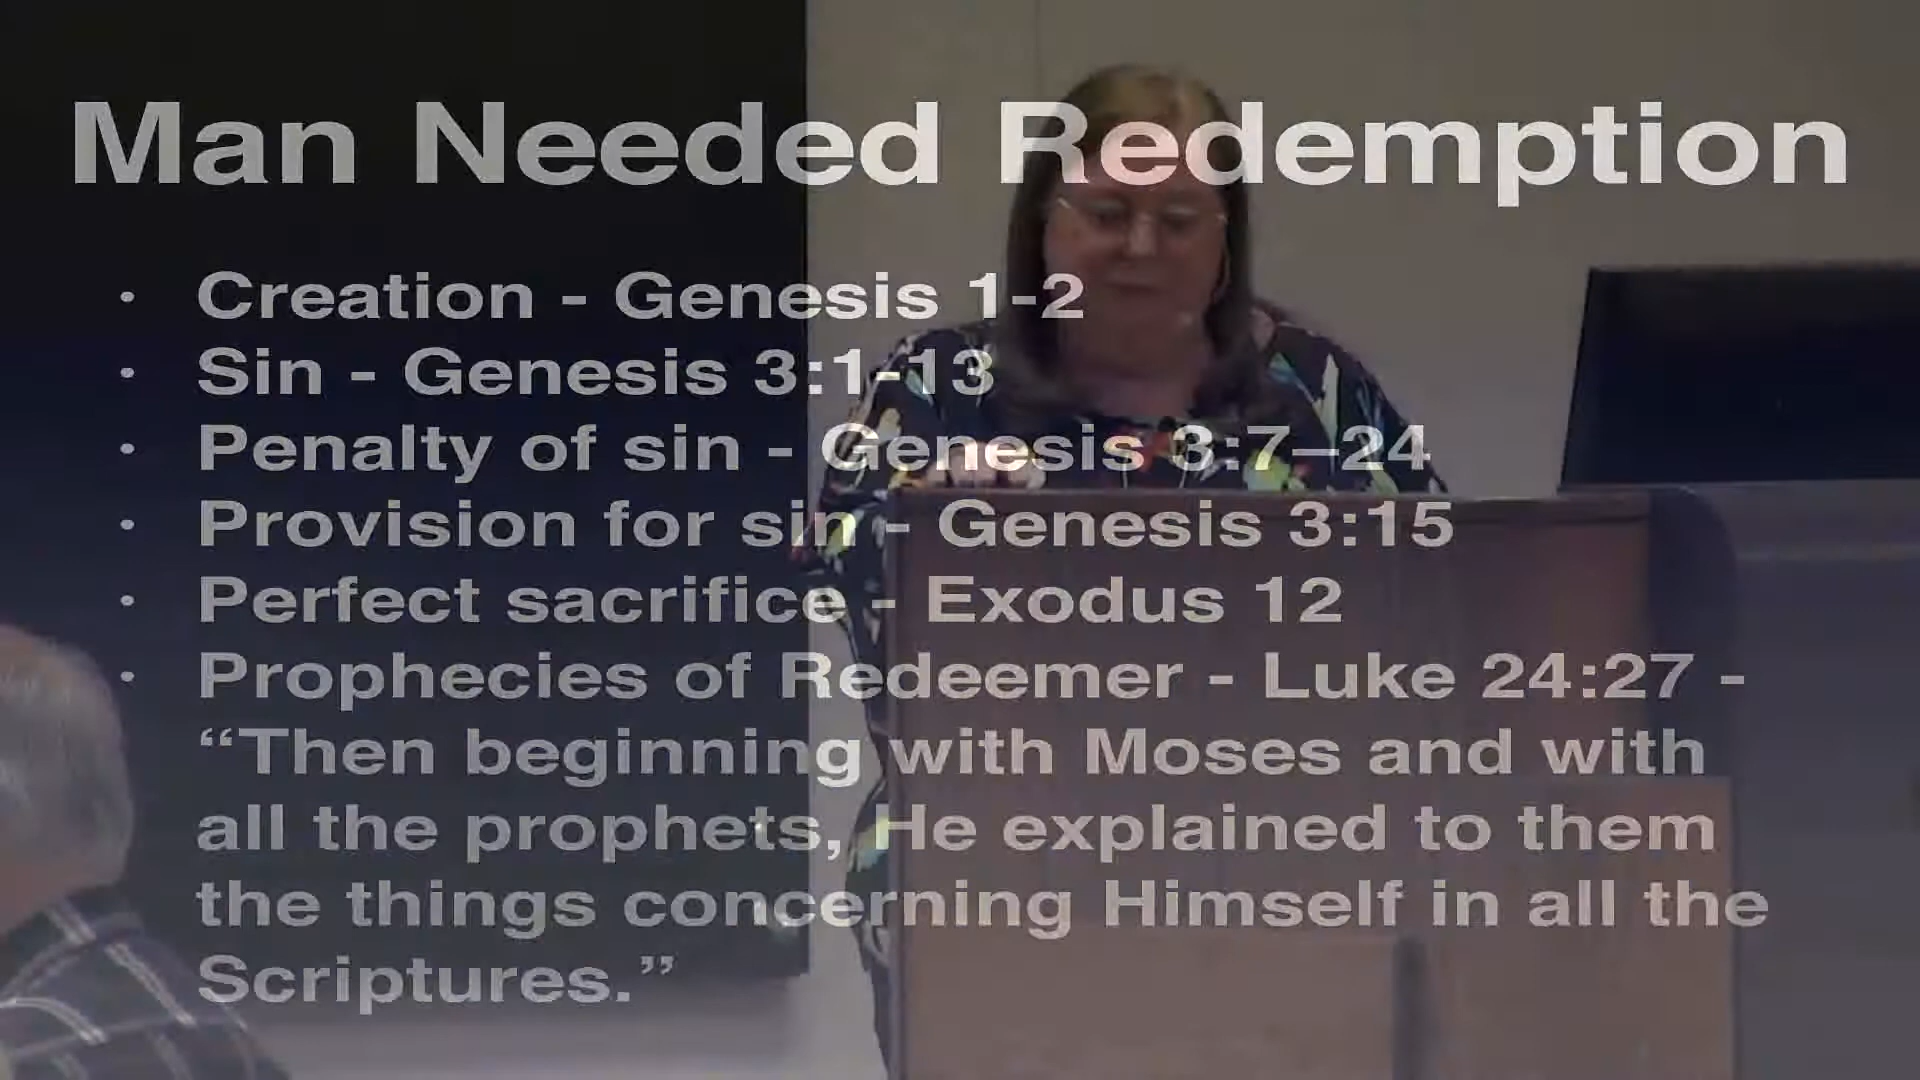 Man Needed Redemption
• Creation - Genesis 1-2
• Sin - Genesis 3:1-13
• Penalty of sin - Genesis 3:7–24
• Provision for sin - Genesis 3:15
• Perfect sacrifice - Exodus 12
• Prophecies of Redeemer - Luke 24:27 -
“Then beginning with Moses and with
all the prophets, He explained to them
the things concerning Himself in all the
Scriptures.”